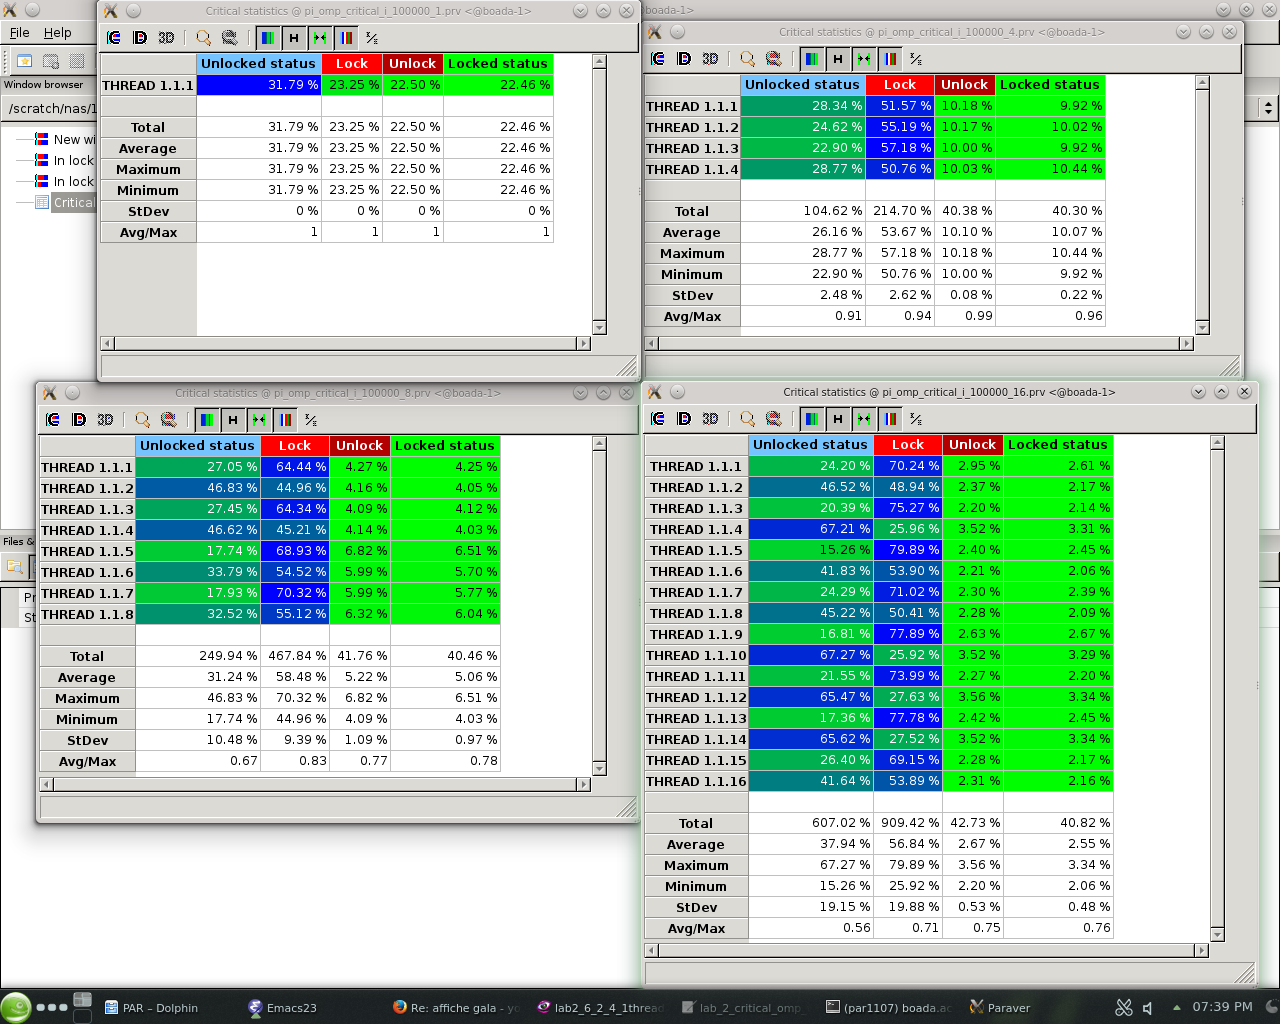 Critical statistics @ pi_omp_critical_i_100000_1.prv <@boada-1>
boada-1>
File Help
Window browser
/scratch/nas/1
New wi
In lock
In lock
Critical
Files &
3D
Unlocked status Lock Unlock Locked status
THREAD 1.1.1 31.79 % 23.25 % 22.50 % 22.46 %
Total 31.79 % 23.25 % 22.50 % 22.46 %
Average 31.79 % 23.25 % 22.50 % 22.46 %
Maximum 31.79 % 23.25 % 22.50 % 22.46 %
Minimum 31.79 % 23.25 % 22.50 % 22.46 %
StDev 0 % 0 % 0 % 0 %
Avg/Max 1 1 1 1
Critical statistics @ pi_omp_critical_i_100000_4.prv <@boada-1>
3D
Unlocked status Lock Unlock Locked status
THREAD 1.1.1 28.34 % 51.57 % 10.18 % 9.92 %
THREAD 1.1.2 24.62 % 55.19 % 10.17 % 10.02 %
THREAD 1.1.3 22.90 % 57.18 % 10.00 % 9.92 %
THREAD 1.1.4 28.77 % 50.76 % 10.03 % 10.44 %
Total 104.62 % 214.70 % 40.38 % 40.30 %
Average 26.16 % 53.67 % 10.10 % 10.07 %
Maximum 28.77 % 57.18 % 10.18 % 10.44 %
Minimum 22.90 % 50.76 % 10.00 % 9.92 %
StDev 2.48 % 2.62 % 0.08 % 0.22 %
Avg/Max 0.91 0.94 0.99 0.96
Critical statistics @ pi_omp_critical_i_100000_8.prv <@boada-1>
3D
Unlocked status Lock Unlock Locked status
THREAD 1.1.1 27.05 % 64.44 % 4.27 % 4.25 %
THREAD 1.1.2 46.83 % 44.96 % 4.16 % 4.05 %
THREAD 1.1.3 27.45 % 64.34 % 4.09 % 4.12 %
THREAD 1.1.4 46.62 % 45.21 % 4.14 % 4.03 %
THREAD 1.1.5 17.74 % 68.93 % 6.82 % 6.51 %
THREAD 1.1.6 33.79 % 54.52 % 5.99 % 5.70 %
THREAD 1.1.7 17.93 % 70.32 % 5.99 % 5.77 %
THREAD 1.1.8 32.52 % 55.12 % 6.32 % 6.04 %
Total 249.94 % 467.84 % 41.76 % 40.46 %
Average 31.24 % 58.48 % 5.22 % 5.06 %
Maximum 46.83 % 70.32 % 6.82 % 6.51 %
Minimum 17.74 % 44.96 % 4.09 % 4.03 %
StDev 10.48 % 9.39 % 1.09 % 0.97 %
Avg/Max 0.67 0.83 0.77 0.78
Critical statistics @ pi_omp_critical_i_100000_16.prv <@boada-1>
3D
Unlocked status Lock Unlock Locked status
THREAD 1.1.1 24.20 % 70.24 % 2.95 % 2.61 %
THREAD 1.1.2 46.52 % 48.94 % 2.37 % 2.17 %
THREAD 1.1.3 20.39 % 75.27 % 2.20 % 2.14 %
THREAD 1.1.4 67.21 % 25.96 % 3.52 % 3.31 %
THREAD 1.1.5 15.26 % 79.89 % 2.40 % 2.45 %
THREAD 1.1.6 41.83 % 53.90 % 2.21 % 2.06 %
THREAD 1.1.7 24.29 % 71.02 % 2.30 % 2.39 %
THREAD 1.1.8 45.22 % 50.41 % 2.28 % 2.09 %
THREAD 1.1.9 16.81 % 77.89 % 2.63 % 2.67 %
THREAD 1.1.10 67.27 % 25.92 % 3.52 % 3.29 %
THREAD 1.1.11 21.55 % 73.99 % 2.27 % 2.20 %
THREAD 1.1.12 65.47 % 27.63 % 3.56 % 3.34 %
THREAD 1.1.13 17.36 % 77.78 % 2.42 % 2.45 %
THREAD 1.1.14 65.62 % 27.52 % 3.52 % 3.34 %
THREAD 1.1.15 26.40 % 69.15 % 2.28 % 2.17 %
THREAD 1.1.16 41.64 % 53.89 % 2.31 % 2.16 %
Total 607.02 % 909.42 % 42.73 % 40.82 %
Average 37.94 % 56.84 % 2.67 % 2.55 %
Maximum 67.27 % 79.89 % 3.56 % 3.34 %
Minimum 15.26 % 25.92 % 2.20 % 2.06 %
StDev 19.15 % 19.88 % 0.53 % 0.48 %
Avg/Max 0.56 0.71 0.75 0.76
PAR – Dolphin Emacs23 Re: affiche gala - yo lab2_6_2_4_1thread lab_2_critical_omp_ (par1107) boada.ac Paraver 07:39 PM